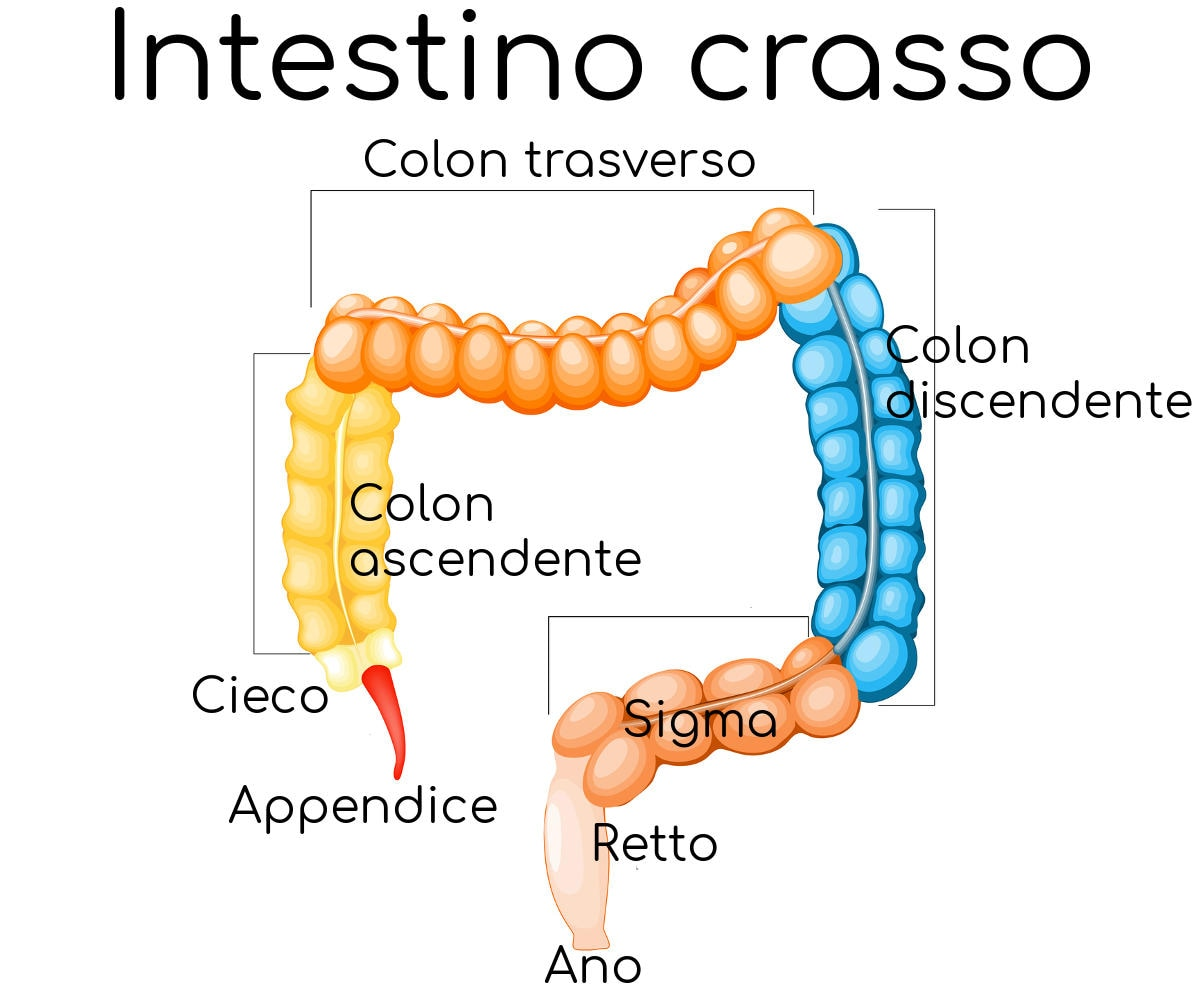 Intestino crasso
Colon trasverso
Colon
discendente
Colon
ascendente
Cieco
Sigma
Appendice
Retto
Ano